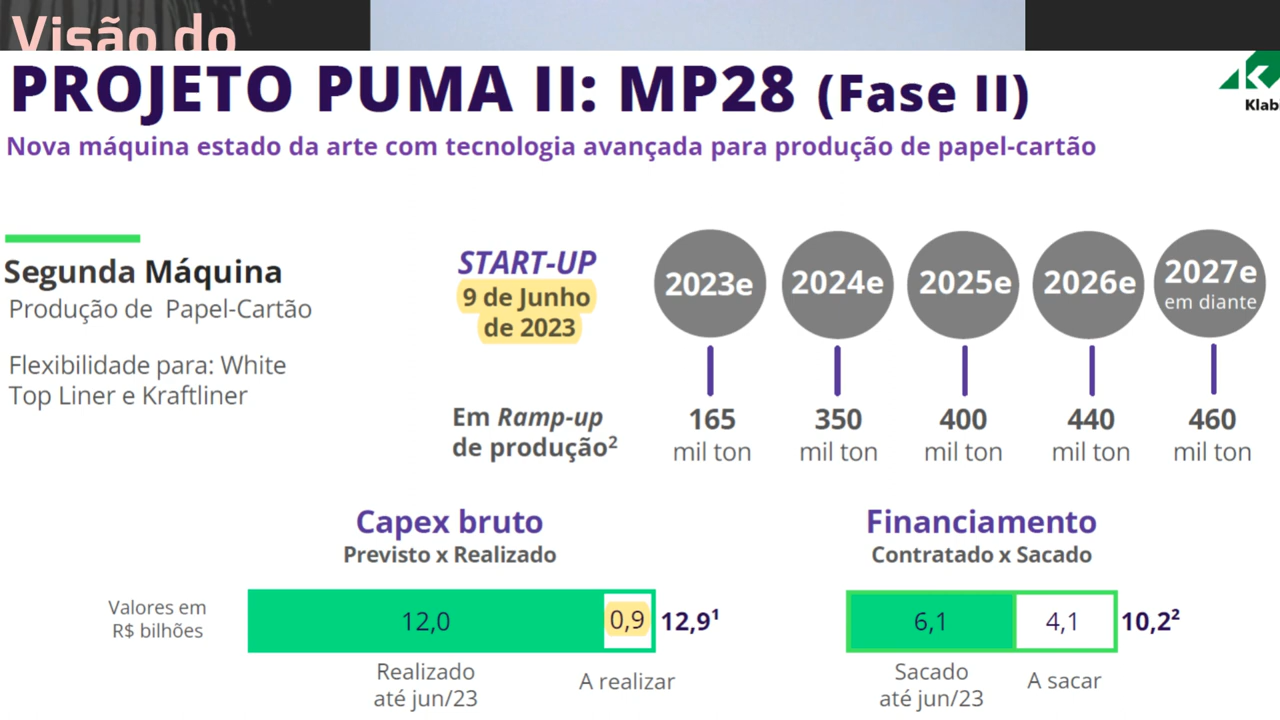 Visão do
PROJETO PUMA II: MP28 (Fase II)
Klab
Nova máquina estado da arte com tecnologia avançada para produção de papel-cartão
Segunda Máquina
Produção de Papel-Cartão
Flexibilidade para: White
Top Liner e Kraftliner
START-UP
9 de Junho
de 2023
2023e
2024e
2025e
2026e
2027e
em diante
Em Ramp-up
de produção²
165
mil ton
350
mil ton
400
mil ton
440
mil ton
460
mil ton
Capex bruto
Previsto x Realizado
Valores em
R$ bilhões
12,0
0,9
12,9¹
Realizado
até jun/23
A realizar
Financiamento
Contratado x Sacado
6,1
4,1
10,2²
Sacado
até jun/23
A sacar